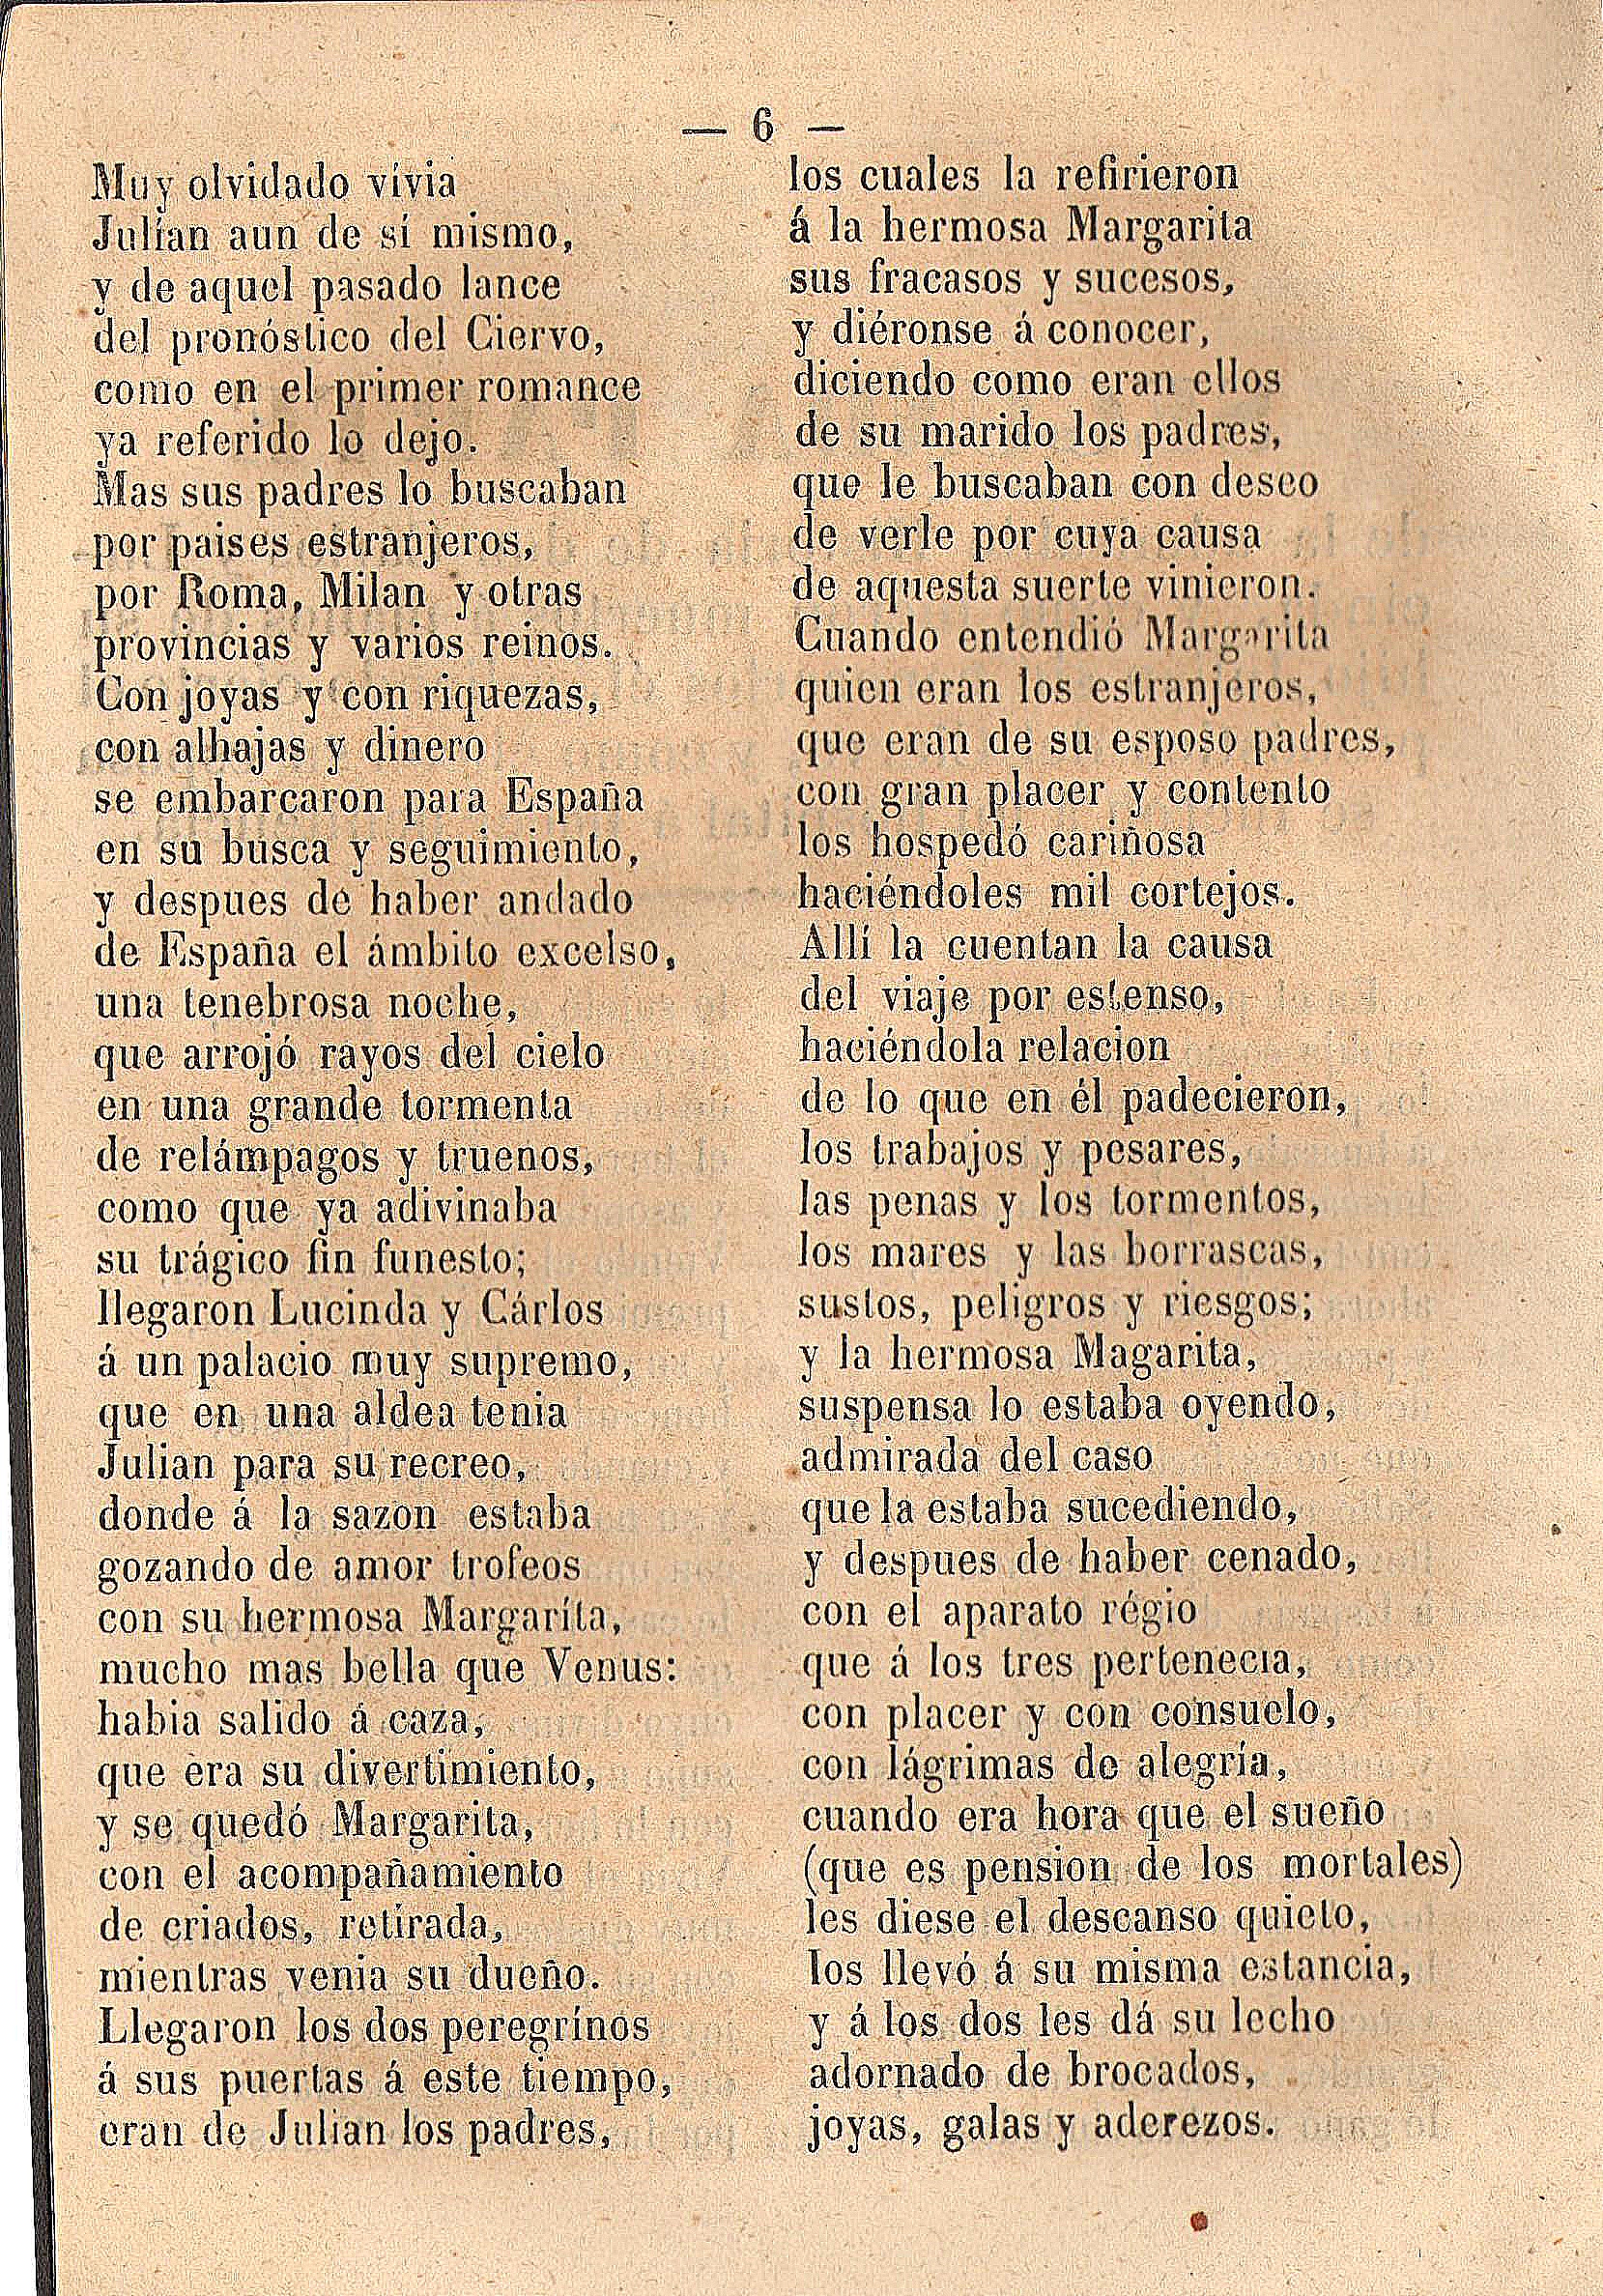 — 6 —
Muy olvidado vívia
Julian aun de sí mismo,
y de aquel pasado lance
del pronóstico del Ciervo,
como en el primer romance
ya referido lo dejo.
Mas sus padres lo buscaban
por paises estranjeros,
por Roma, Milan y otras
provincias y varios reinos.
Con joyas y con riquezas,
con alhajas y dinero
se embarcaron para España
en su busca y seguimiento,
y despues de haber andado
de España el ámbito excelso,
una tenebrosa noche,
que arrojó rayos del cielo
en una grande tormenta
de relámpagos y truenos,
como que ya adivinaba
su trágico fin funesto;
llegaron Lucinda y Cárlos
á un palacio muy supremo,
que en una aldea tenia
Julian para su recreo,
donde á la sazon estaba
gozando de amor trofeos
con su hermosa Margaríta,
mucho mas bella que Venus:
habia salido á caza,
que era su divertimiento,
y se quedó Margarita,
con el acompañamiento
de criados, retirada,
mientras venia su dueño.
Llegaron los dos peregrínos
á sus puertas á este tiempo,
eran de Julian los padres,
los cuales la refirieron
á la hermosa Margarita
sus fracasos y sucesos,
y diéronse á conocer,
diciendo como eran ellos
de su marido los padres,
que le buscaban con deseo
de verle por cuya causa
de aquesta suerte vinieron.
Cuando entendió Margarita
quien eran los estranjeros,
que eran de su esposo padres,
con gran placer y contento
los hospedó cariñosa
haciéndoles mil cortejos.
Allí la cuentan la causa
del viaje por estenso,
haciéndola relacion
de lo que en él padecieron,
los trabajos y pesares,
las penas y los tormentos,
los mares y las borrascas,
sustos, peligros y riesgos;
y la hermosa Magarita,
suspensa lo estaba oyendo,
admirada del caso
que la estaba sucediendo,
y despues de haber cenado,
con el aparato régio
que á los tres pertenecia,
con placer y con consuelo,
con lágrimas de alegría,
cuando era hora que el sueño
(que es pension de los mortales)
les diese el descanso quieto,
los llevó á su misma estancia,
y á los dos les dá su lecho
adornado de brocados,
joyas, galas y aderezos.